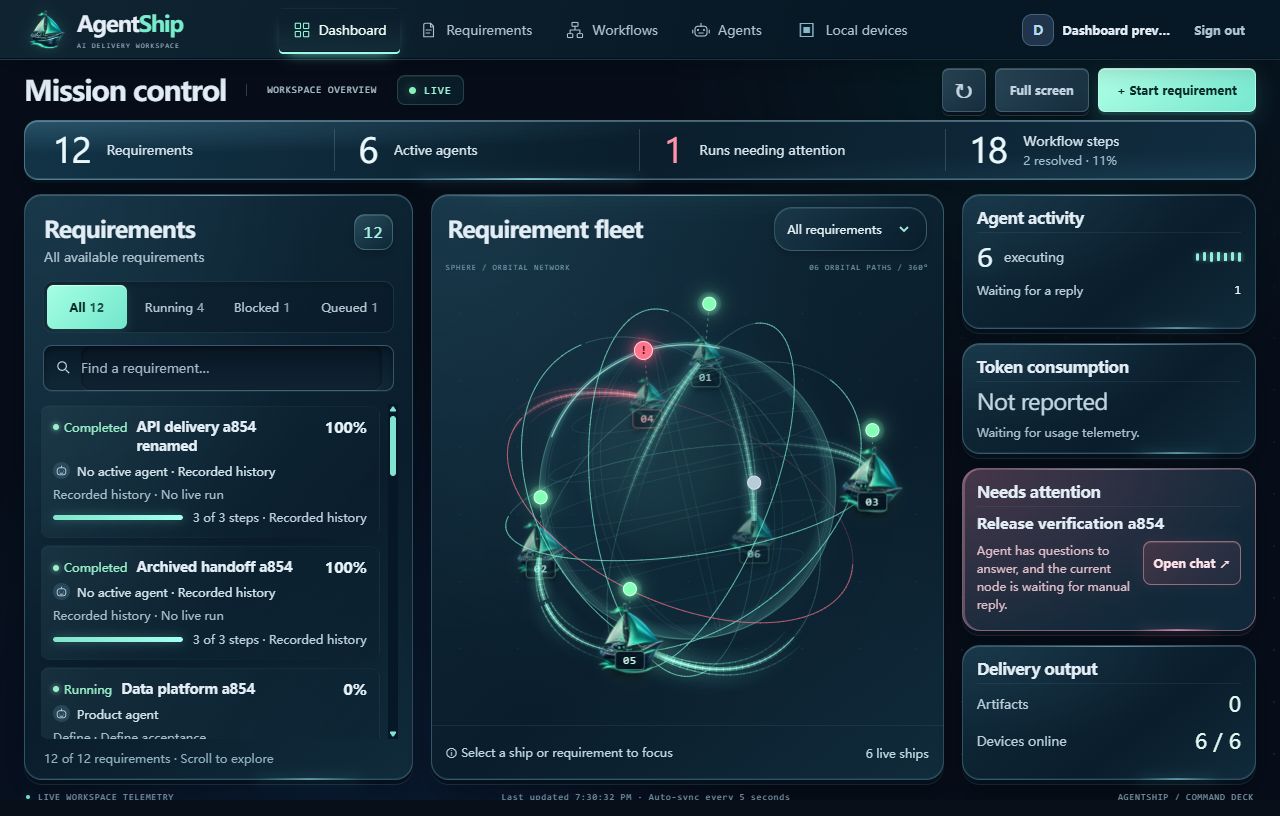 AgentShip
AI DELIVERY WORKSPACE
Dashboard
Requirements
Workflows
Agents
Local devices
D
Dashboard prev...
Sign out
Mission control
WORKSPACE OVERVIEW
LIVE
Full screen
+ Start requirement
12 Requirements
6 Active agents
1 Runs needing attention
18 Workflow steps
2 resolved · 11%
Requirements
All available requirements
12
All 12
Running 4
Blocked 1
Queued 1
Find a requirement...
Completed API delivery a854 100%
renamed
No active agent · Recorded history
Recorded history · No live run
3 of 3 steps · Recorded history
Completed Archived handoff a854 100%
No active agent · Recorded history
Recorded history · No live run
3 of 3 steps · Recorded history
Running Data platform a854 0%
Product agent
Define · Define acceptance
12 of 12 requirements · Scroll to explore
Requirement fleet
All requirements
SPHERE / ORBITAL NETWORK
06 ORBITAL PATHS / 360°
!
01
04
03
06
02
05
Select a ship or requirement to focus
6 live ships
Agent activity
6 executing
Waiting for a reply 1
Token consumption
Not reported
Waiting for usage telemetry.
Needs attention
Release verification a854
Agent has questions to
answer, and the current
node is waiting for manual
reply.
Open chat ↗
Delivery output
Artifacts 0
Devices online 6 / 6
LIVE WORKSPACE TELEMETRY
Last updated 7:30:32 PM · Auto-sync every 5 seconds
AGENTSHIP / COMMAND DECK